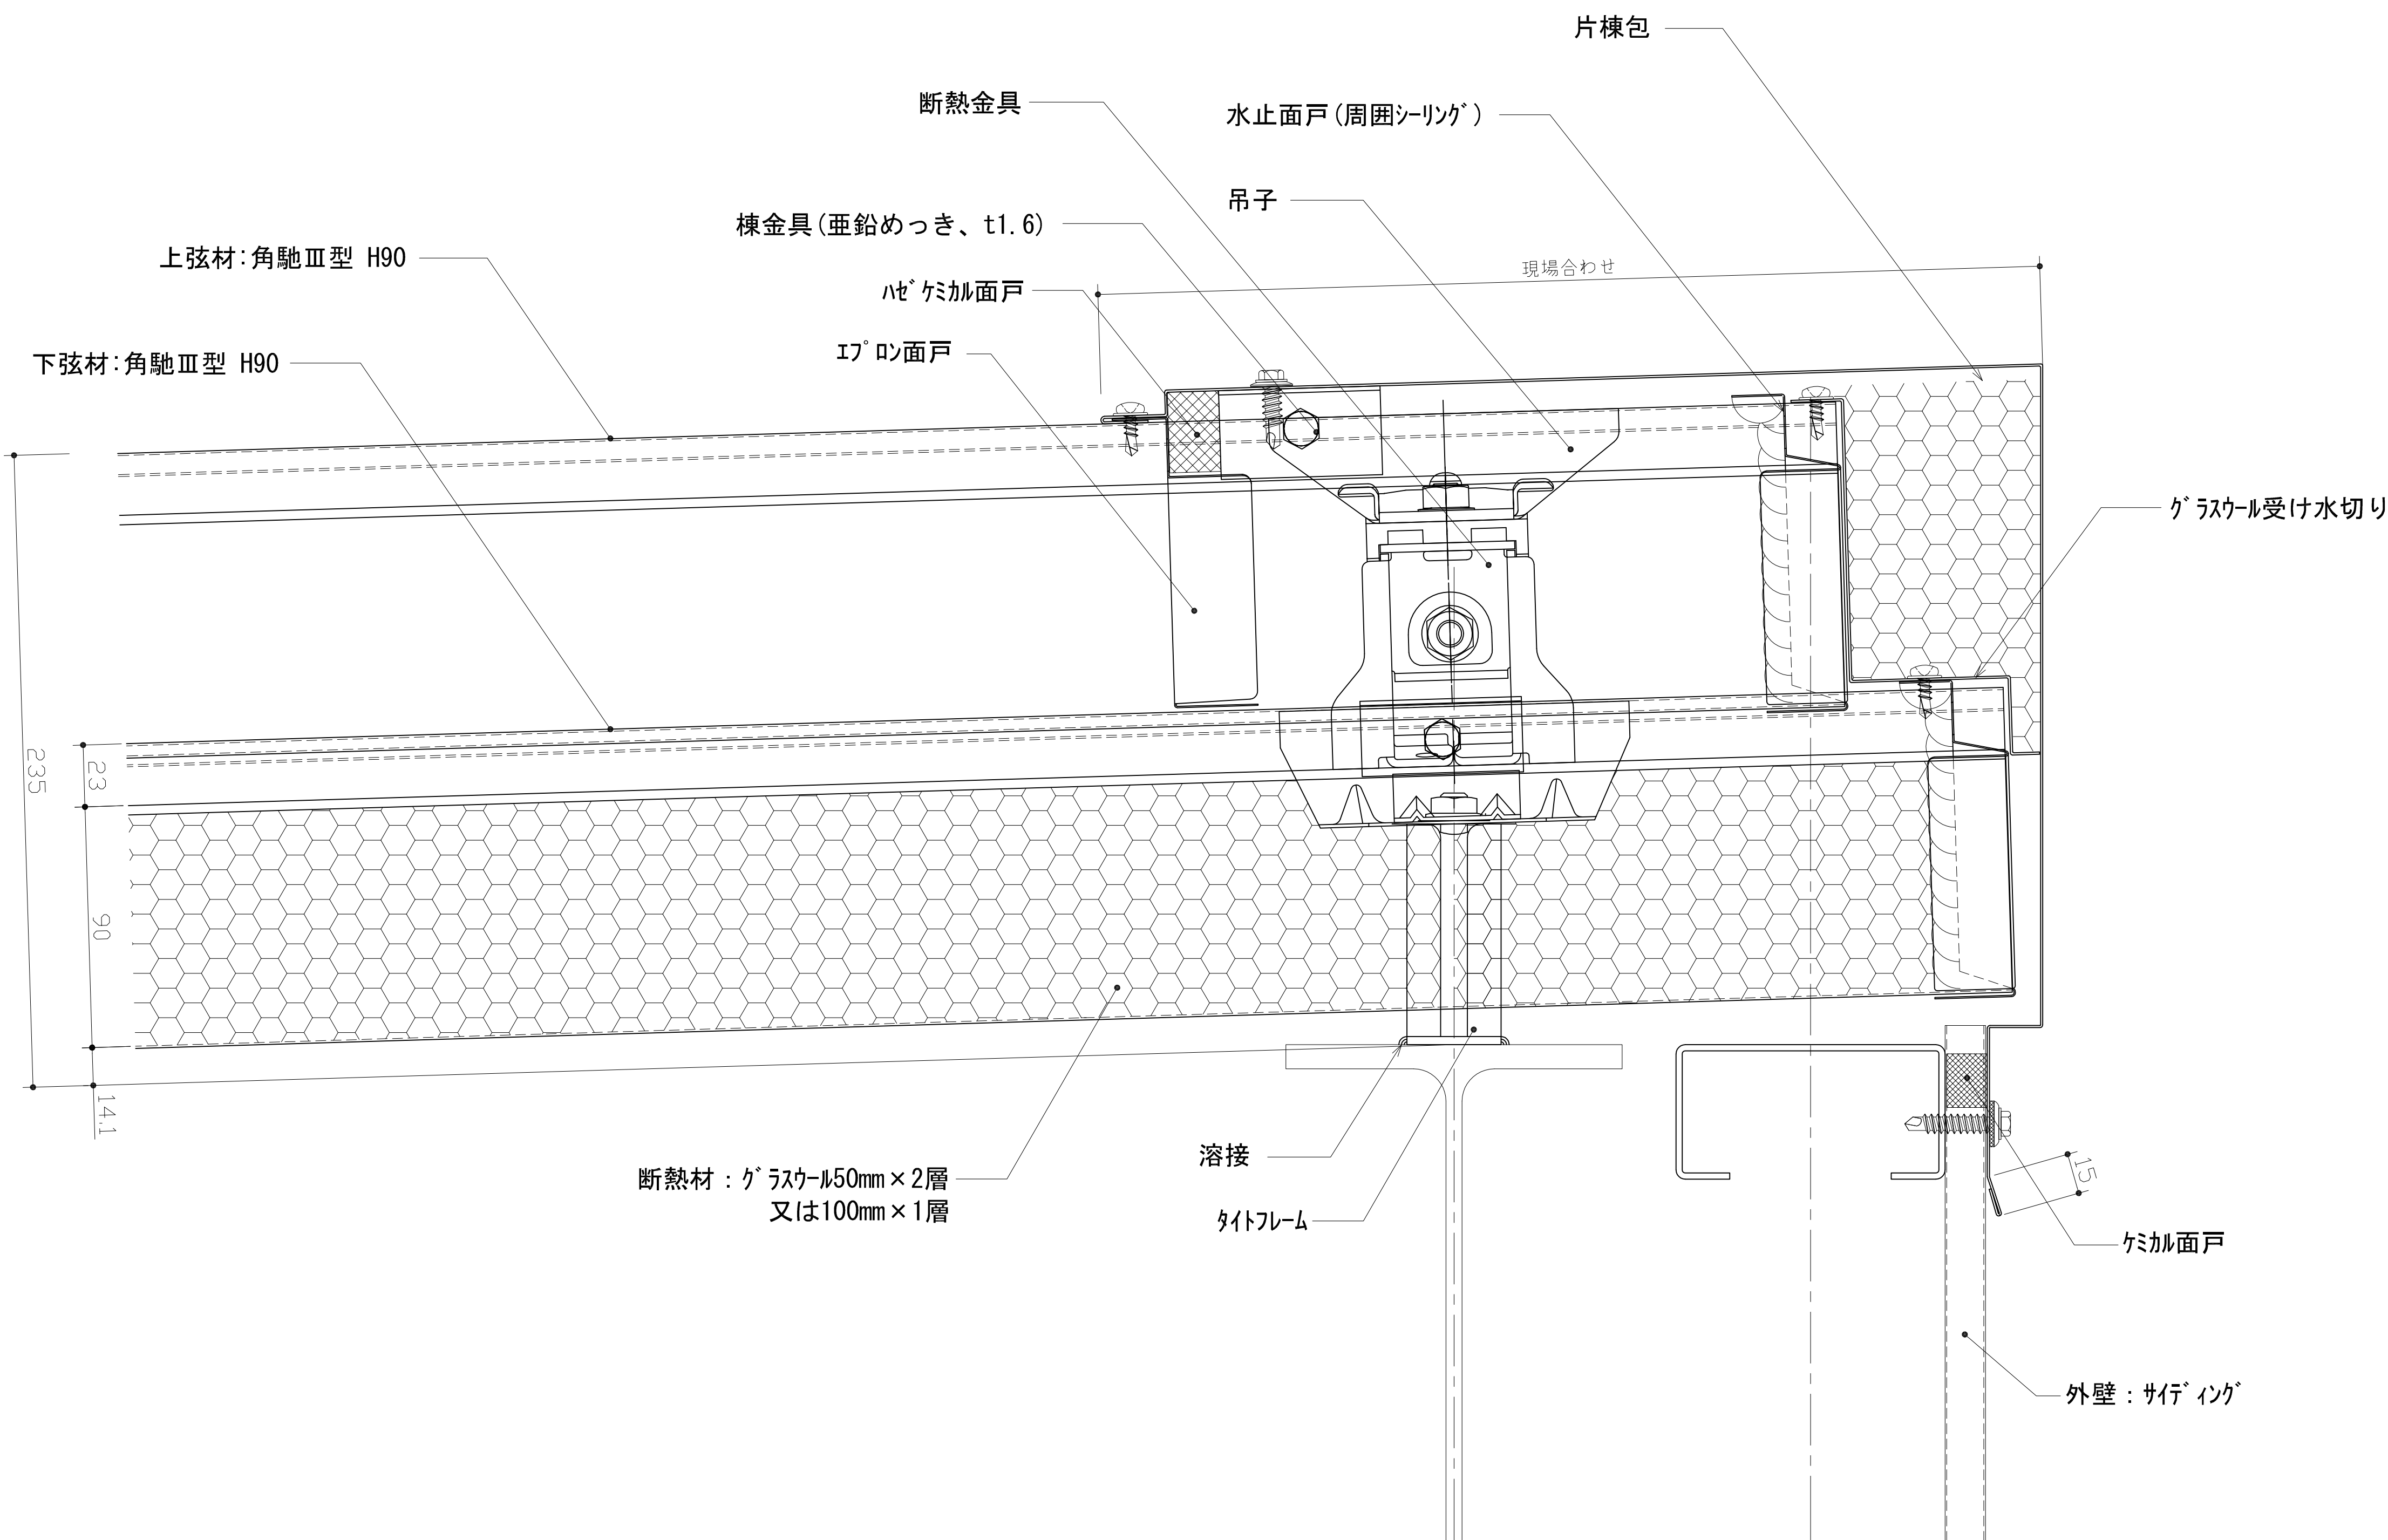 片棟包
断熱金具
水止面戸(周囲ｼｰﾘﾝｸﾞ)
吊子
棟金具(亜鉛めっき、t1.6)
上弦材:角馳Ⅲ型 H90
現場合わせ
ﾊｾﾞｹﾐｶﾙ面戸
ｴﾌﾟﾛﾝ面戸
下弦材:角馳Ⅲ型 H90
ｸﾞﾗｽｳｰﾙ受け水切り
235
23
90
14.1
溶接
断熱材：ｸﾞﾗｽｳｰﾙ50mm×2層
又は100mm×1層
ﾀｲﾄﾌﾚｰﾑ
15
ｹﾐｶﾙ面戸
外壁：ｻｲﾃﾞｨﾝｸﾞ